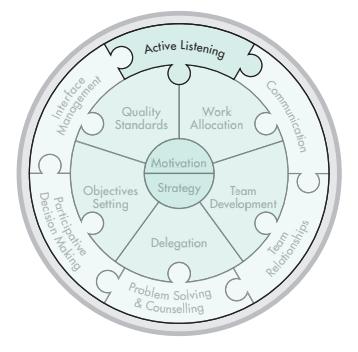 Active Listening
Interface
Management
Communication
Quality
Standards
Work
Allocation
Motivation
Strategy
Objectives
Setting
Team
Development
Delegation
Participative
Decision Making
Team
Relationships
Problem Solving
& Counselling